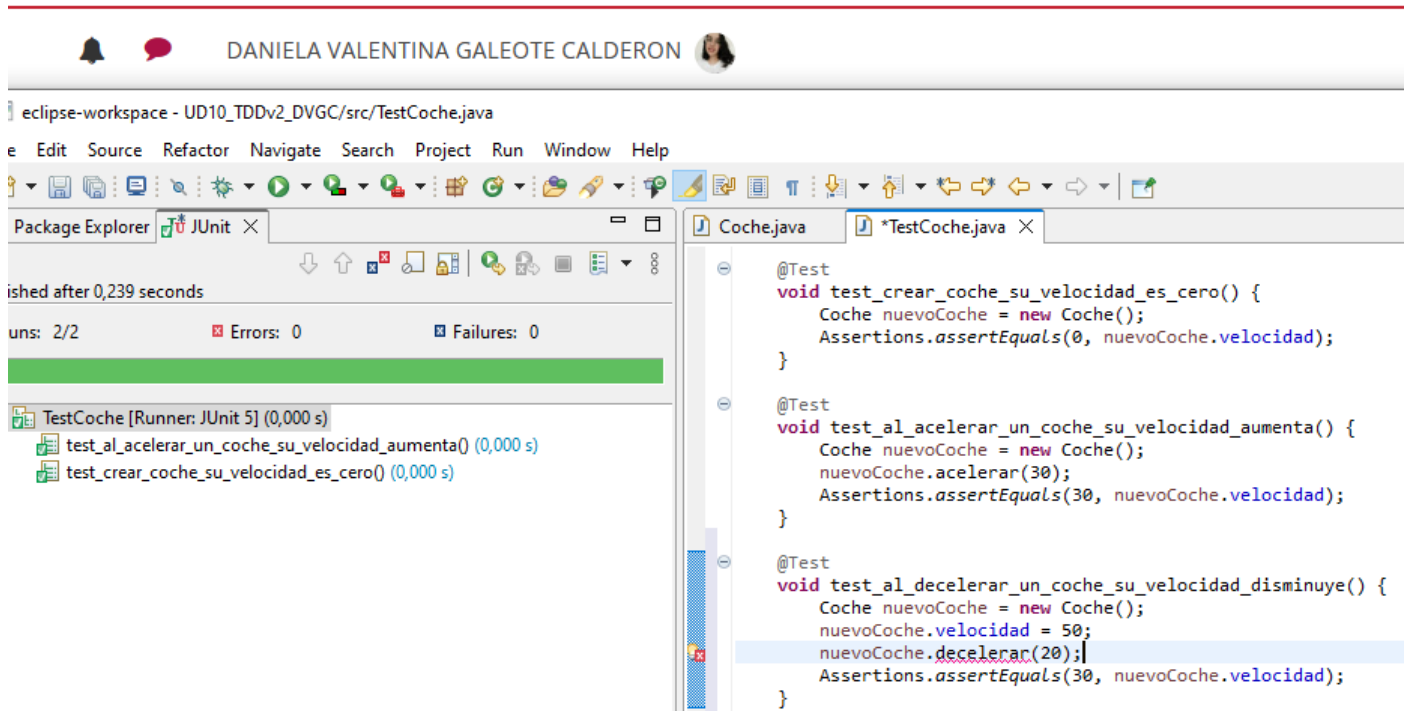 DANIELA VALENTINA GALEOTE CALDERON
eclipse-workspace - UD10_TDDv2_DVGC/src/TestCoche.java
e Edit Source Refactor Navigate Search Project Run Window Help
Package Explorer JUnit
ished after 0,239 seconds
uns: 2/2 Errors: 0 Failures: 0
TestCoche [Runner: JUnit 5] (0,000 s)
test_al_acelerar_un_coche_su_velocidad_aumenta() (0,000 s)
test_crear_coche_su_velocidad_es_cero() (0,000 s)
Coche.java *TestCoche.java
@Test
void test_crear_coche_su_velocidad_es_cero() {
Coche nuevoCoche = new Coche();
Assertions.assertEquals(0, nuevoCoche.velocidad);
}
@Test
void test_al_acelerar_un_coche_su_velocidad_aumenta() {
Coche nuevoCoche = new Coche();
nuevoCoche.acelerar(30);
Assertions.assertEquals(30, nuevoCoche.velocidad);
}
@Test
void test_al_decelerar_un_coche_su_velocidad_disminuye() {
Coche nuevoCoche = new Coche();
nuevoCoche.velocidad = 50;
nuevoCoche.decelerar(20);
Assertions.assertEquals(30, nuevoCoche.velocidad);
}